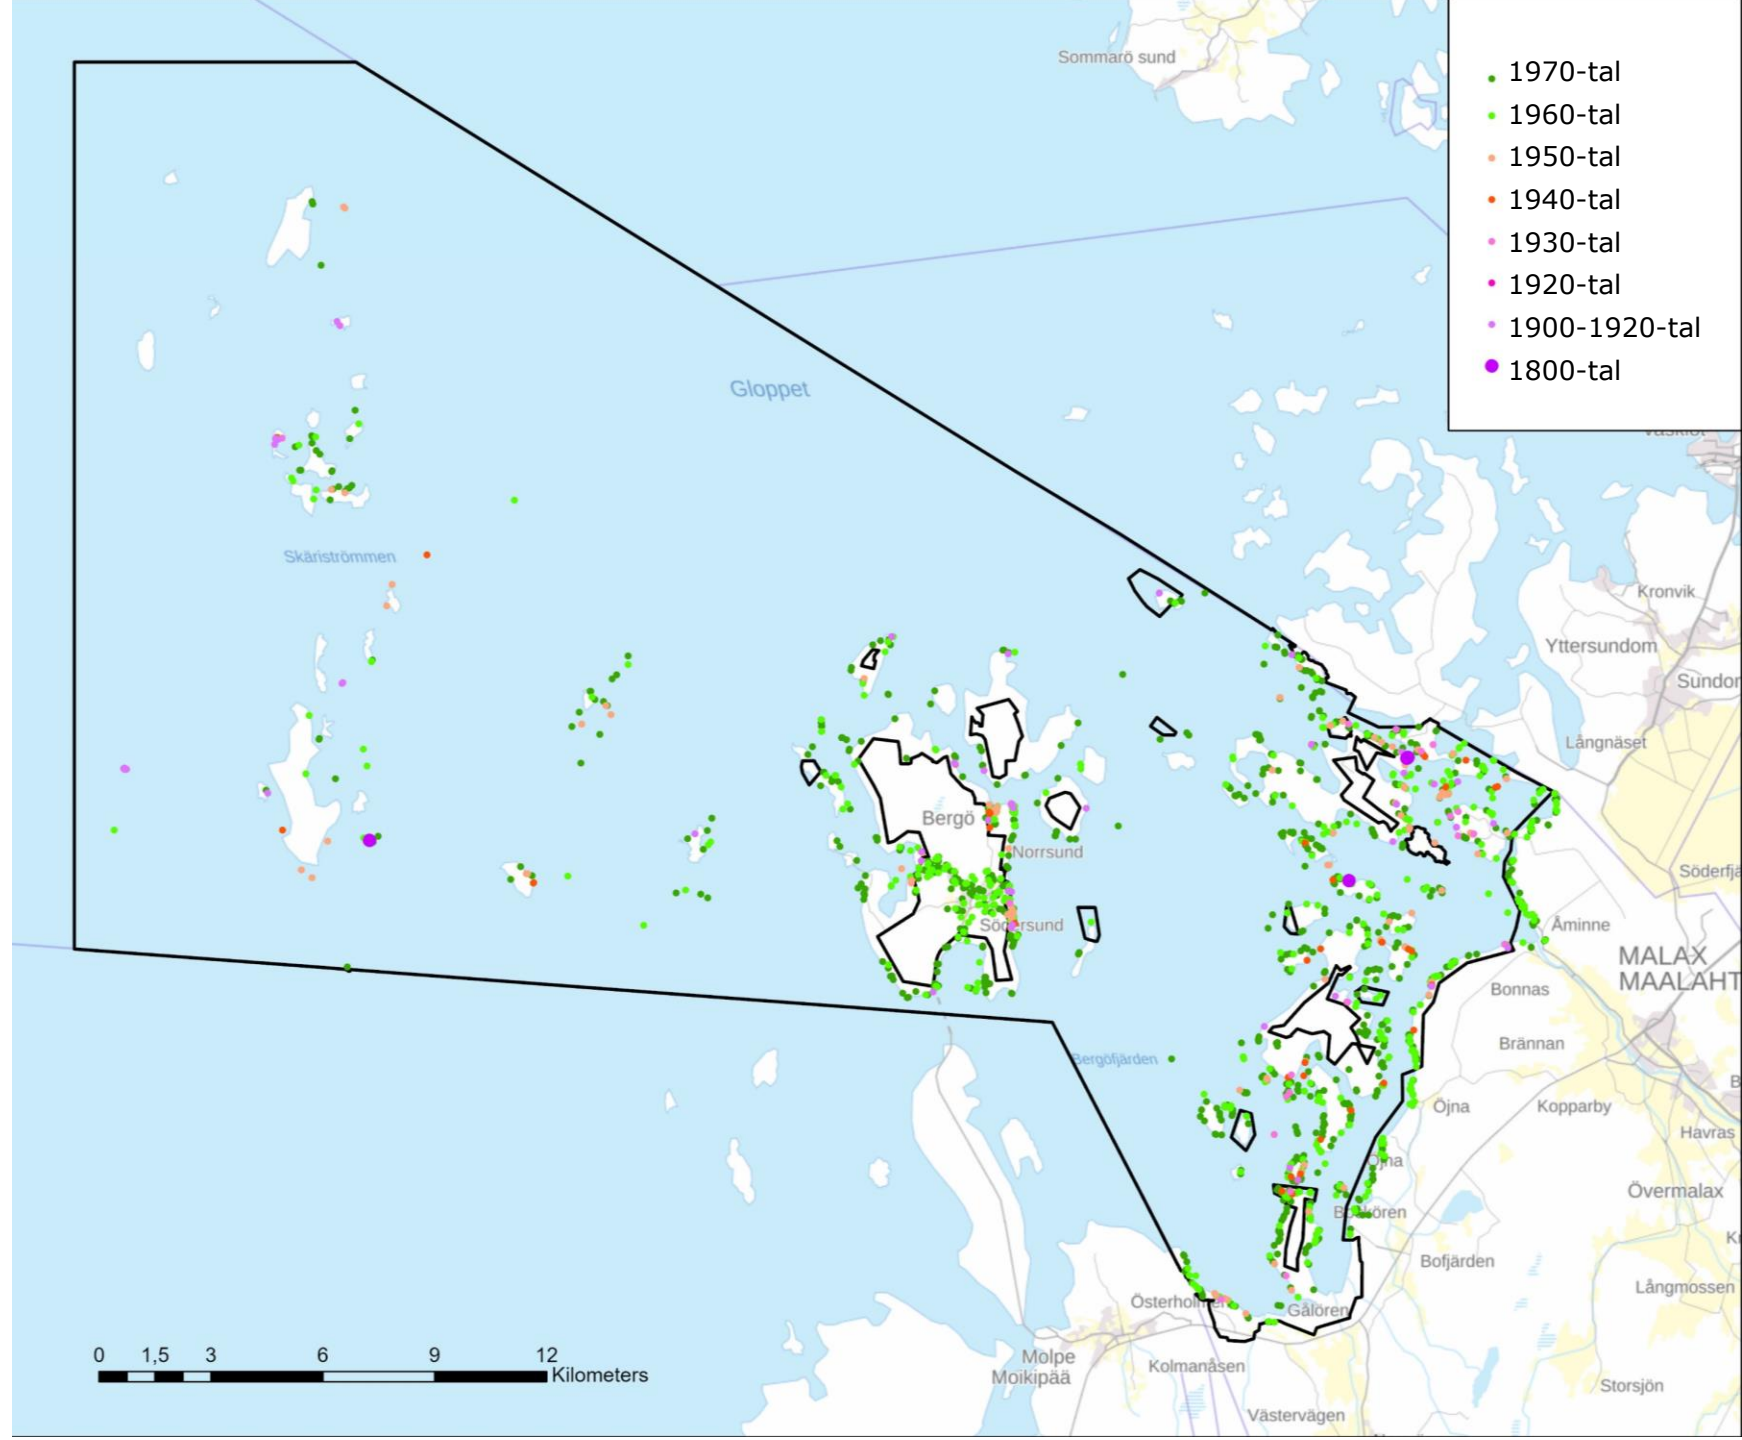 Sommarö sund
1970-tal
1960-tal
1950-tal
1940-tal
1930-tal
1920-tal
1900-1920-tal
1800-tal
Gloppet
Skäriströmmen
Kronvik
Yttersundom
Sundom
Långnäset
Bergö
Norrsund
Söderfjä
Södersund
Åminne
MALAX
MAALAHT
Bonnas
Brännan
Bergöfjärden
Öjna
Kopparby
Havras
Öjna
Övermalax
Bofjärden
Långmossen
Österholmen
Gålören
0 1,5 3 6 9 12
Kilometers
Molpe
Moikipää
Kolmanåsen
Storsjön
Västervägen